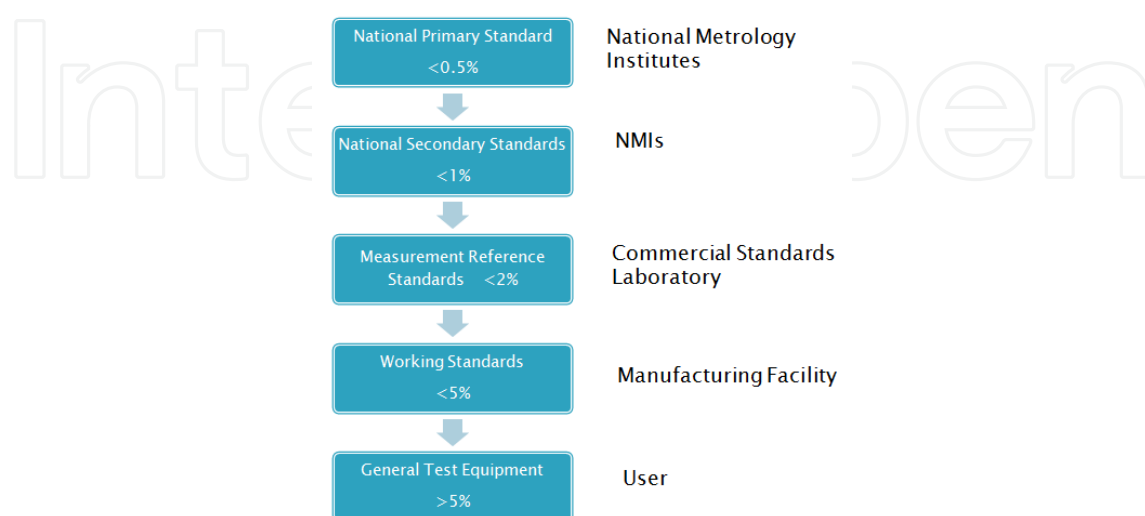 National Primary Standard
<0.5%
National Metrology
Institutes
National Secondary Standards
<1%
NMIs
Measurement Reference
Standards <2%
Commercial Standards
Laboratory
Working Standards
<5%
Manufacturing Facility
General Test Equipment
>5%
User